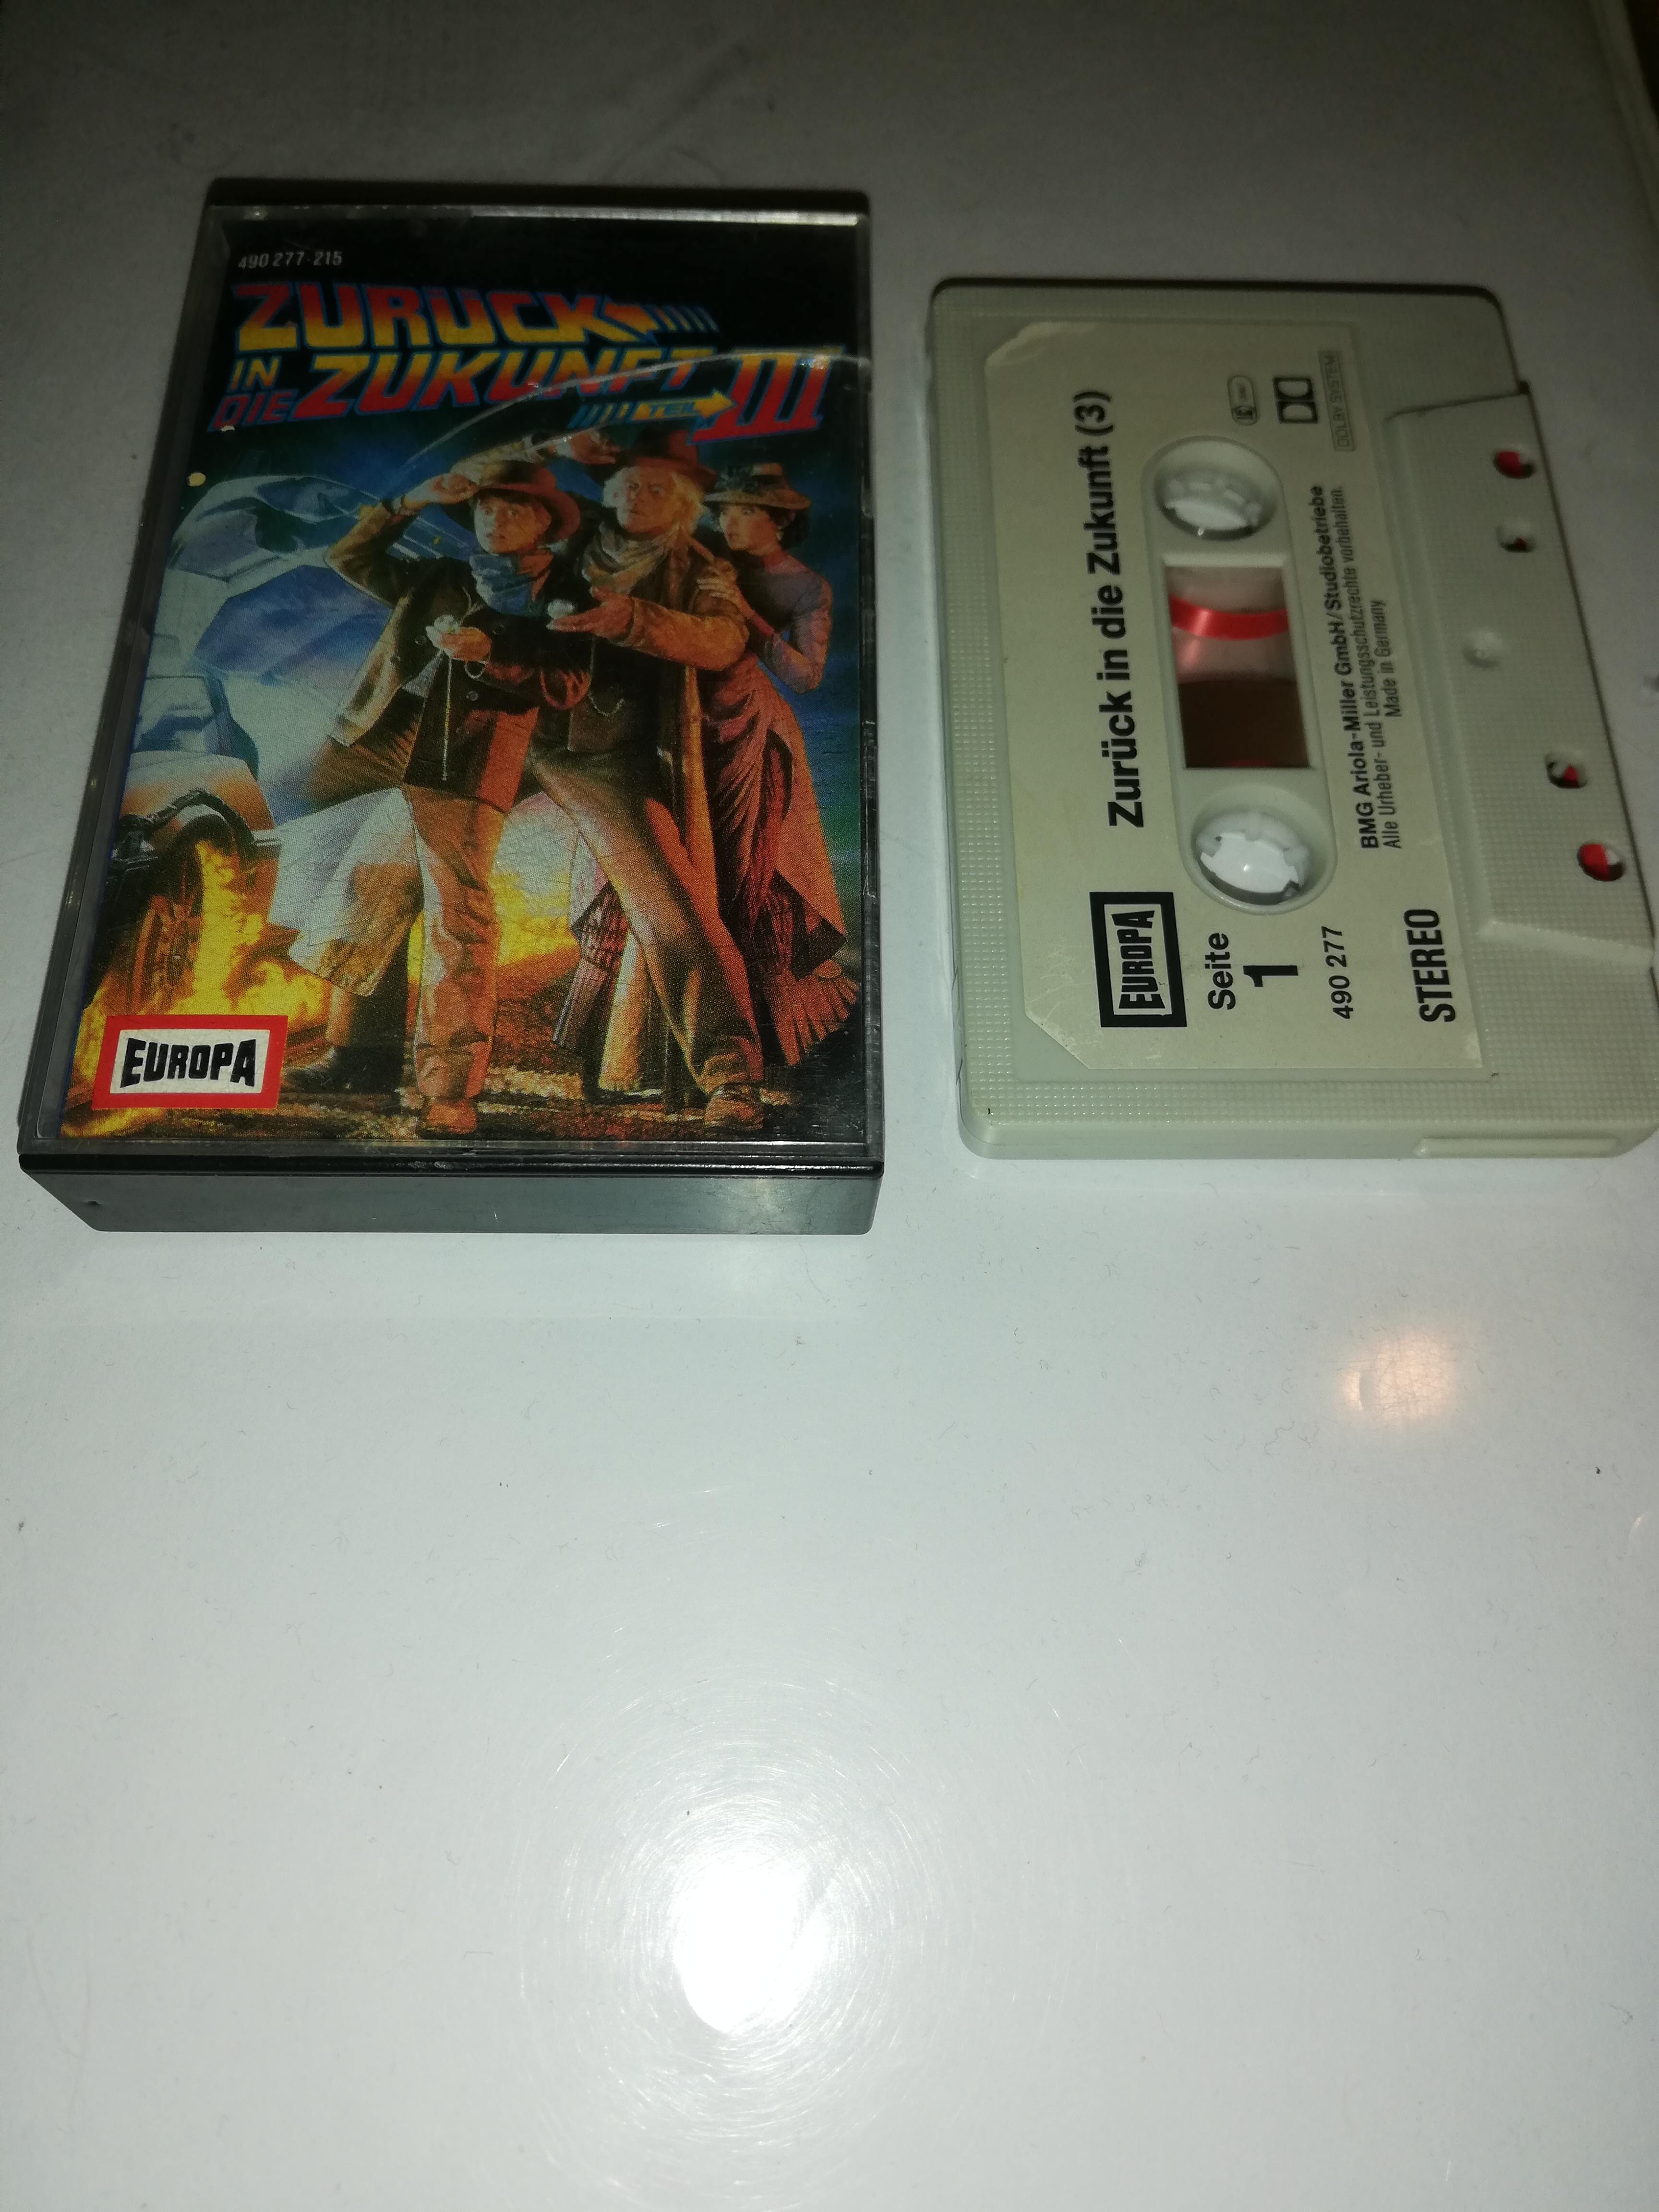 490 277-215
ZURÜCK
IN
DIE ZUKUNFT
TEIL III
EUROPA
Zurück in die Zukunft (3)
DOLBY SYSTEM
EUROPA
Seite
1
490 277
STEREO
BMG Ariola-Miller GmbH/Studiobetriebe
Alle Urheber- und Leistungsschutzrechte vorbehalten.
Made in Germany